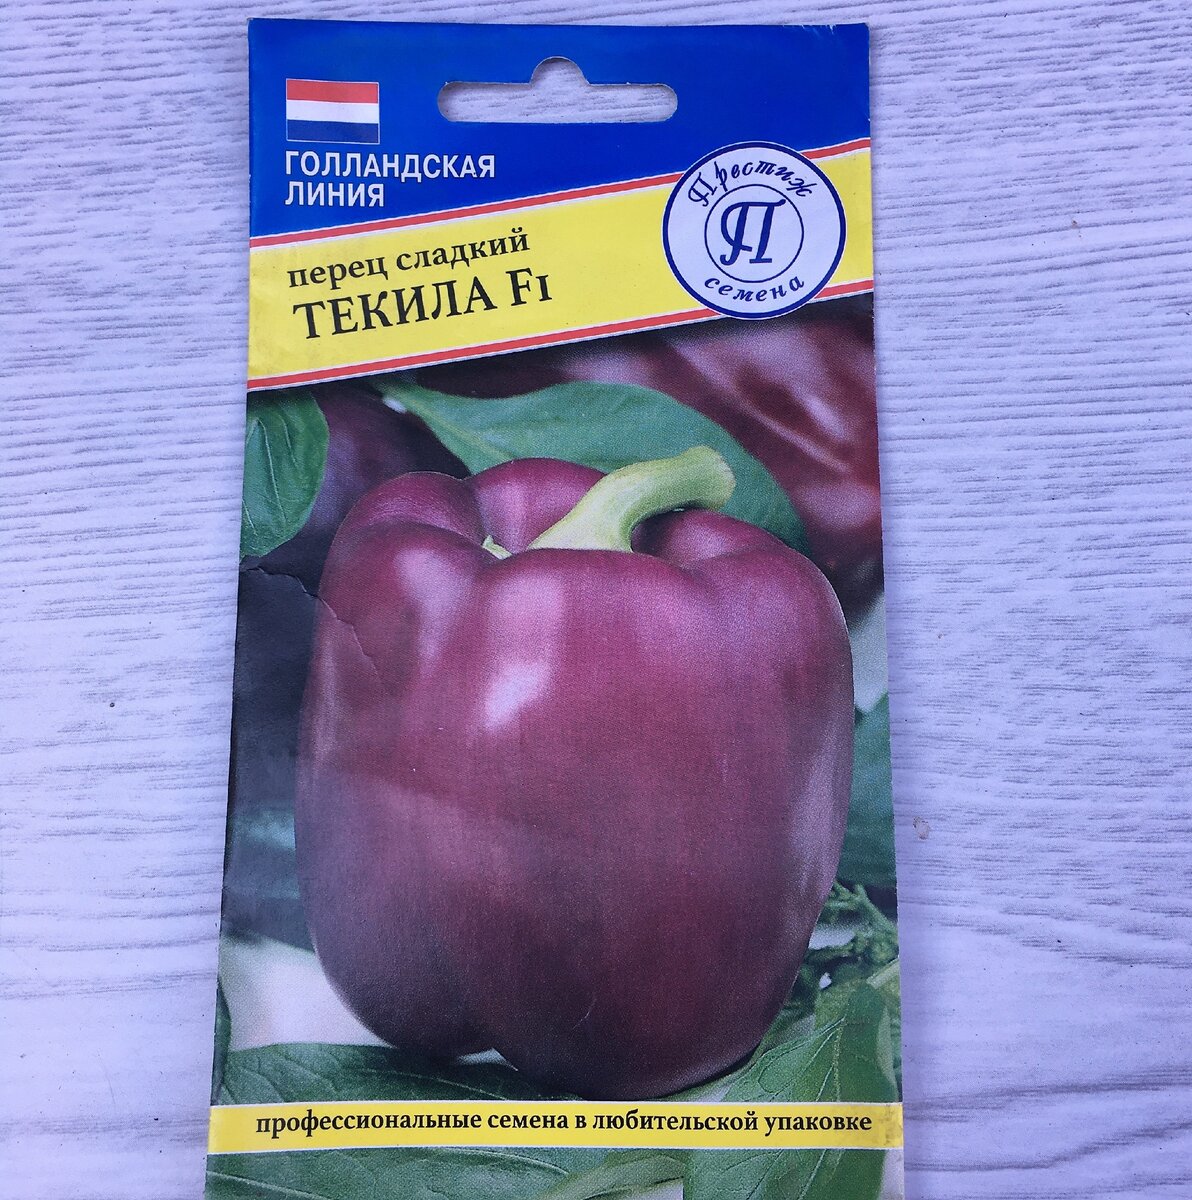 ГОЛЛАНДСКАЯ
ЛИНИЯ
Престиж
П
семена
перец сладкий
ТЕКИЛА F1
профессиональные семена в любительской упаковке